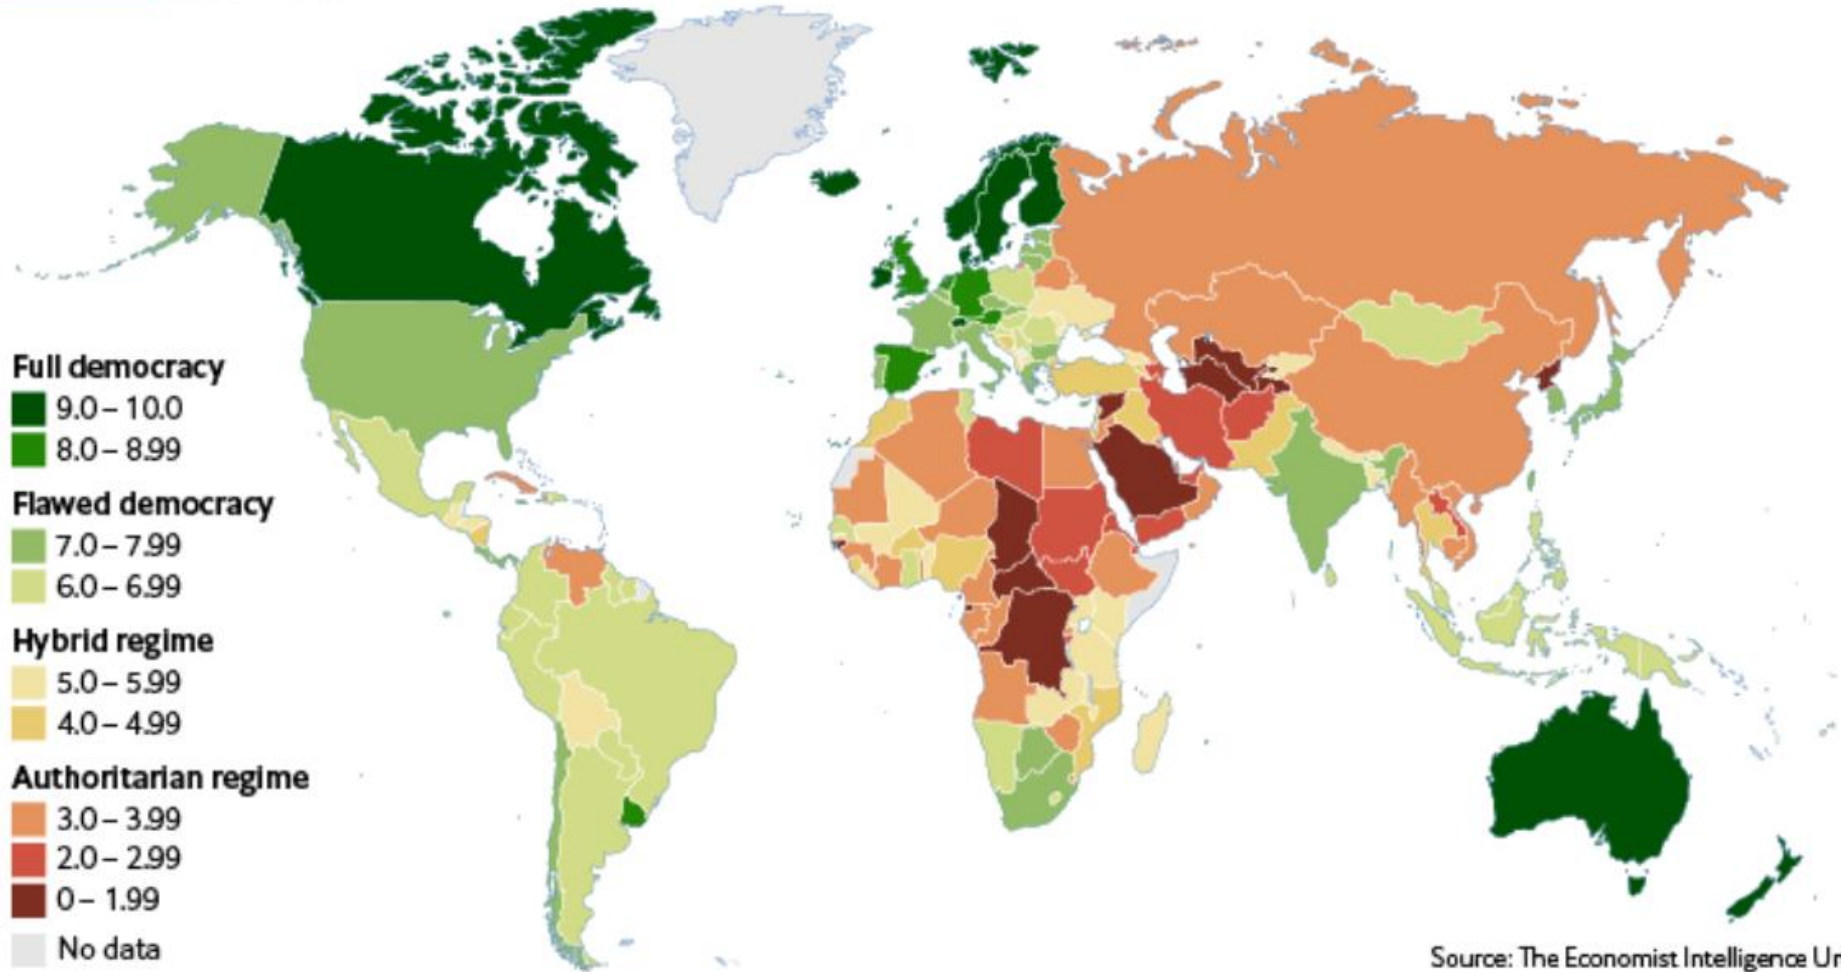 Full democracy
9.0 – 10.0
8.0 – 8.99
Flawed democracy
7.0 – 7.99
6.0 – 6.99
Hybrid regime
5.0 – 5.99
4.0 – 4.99
Authoritarian regime
3.0 – 3.99
2.0 – 2.99
0 – 1.99
No data
Source: The Economist Intelligence